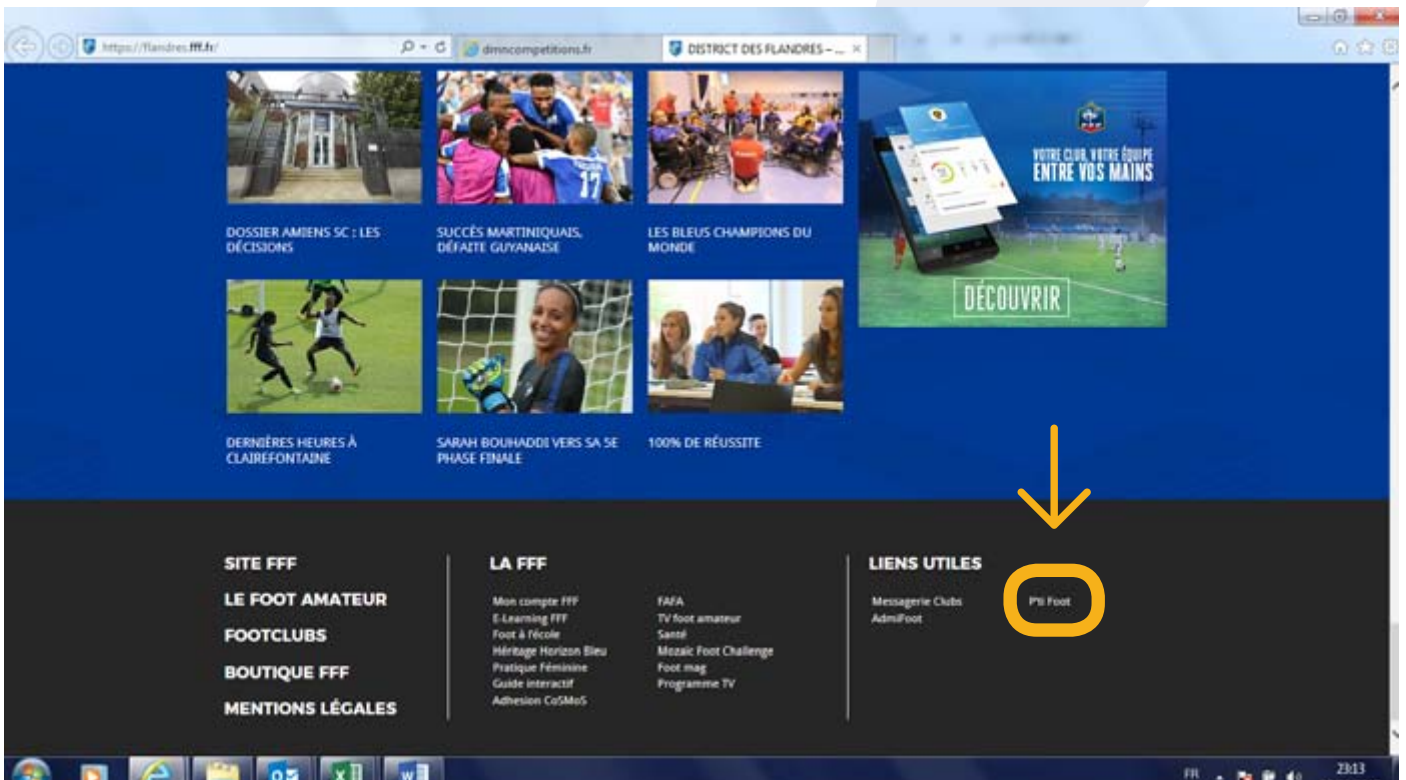 https://flandres.fff.fr/
dmncompetitions.fr
DISTRICT DES FLANDRES – ...
DOSSIER AMIENS SC : LES
DÉCISIONS
SUCCÈS MARTINIQUAIS,
DÉFAITE GUYANAISE
17
LES BLEUS CHAMPIONS DU
MONDE
FFF
VOTRE CLUB, VOTRE ÉQUIPE
ENTRE VOS MAINS
DÉCOUVRIR
DERNIÈRES HEURES À
CLAIREFONTAINE
SARAH BOUHADDI VERS SA 5E
PHASE FINALE
100% DE RÉUSSITE
SITE FFF
LE FOOT AMATEUR
FOOTCLUBS
BOUTIQUE FFF
MENTIONS LÉGALES
LA FFF
Mon compte FFF
E-Learning FFF
Foot à l'école
Héritage Horizon Bleu
Pratique Féminine
Guide interactif
Adhesion CoSMoS
FAFA
TV foot amateur
Santé
Mozaic Foot Challenge
Foot mag
Programme TV
LIENS UTILES
Messagerie Clubs
AdmiFoot
P'ti Foot
FR
23:13